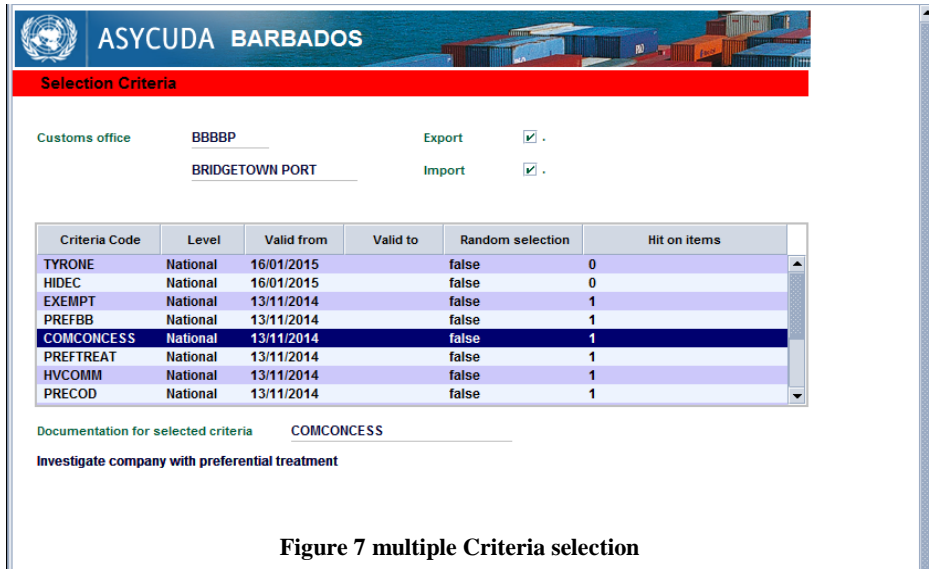 ASYCUDA BARBADOS
Selection Criteria
Customs office BBBBP Export .
BRIDGETOWN PORT Import .
Criteria Code Level Valid from Valid to Random selection Hit on items
TYRONE National 16/01/2015 false 0
HIDEC National 16/01/2015 false 0
EXEMPT National 13/11/2014 false 1
PREFBB National 13/11/2014 false 1
COMCONCESS National 13/11/2014 false 1
PREFTREAT National 13/11/2014 false 1
HVCOMM National 13/11/2014 false 1
PRECOD National 13/11/2014 false 1
Documentation for selected criteria COMCONCESS
Investigate company with preferential treatment
Figure 7 multiple Criteria selection